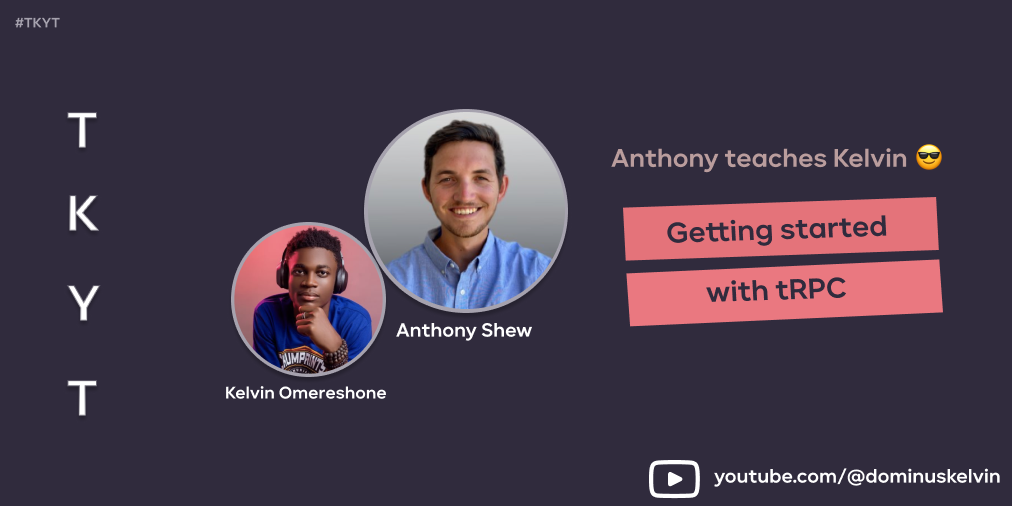 #TKYT
T
K
Y
T
Anthony teaches Kelvin 😎
Getting started
with tRPC
Anthony Shew
Kelvin Omereshone
youtube.com/@dominuskelvin